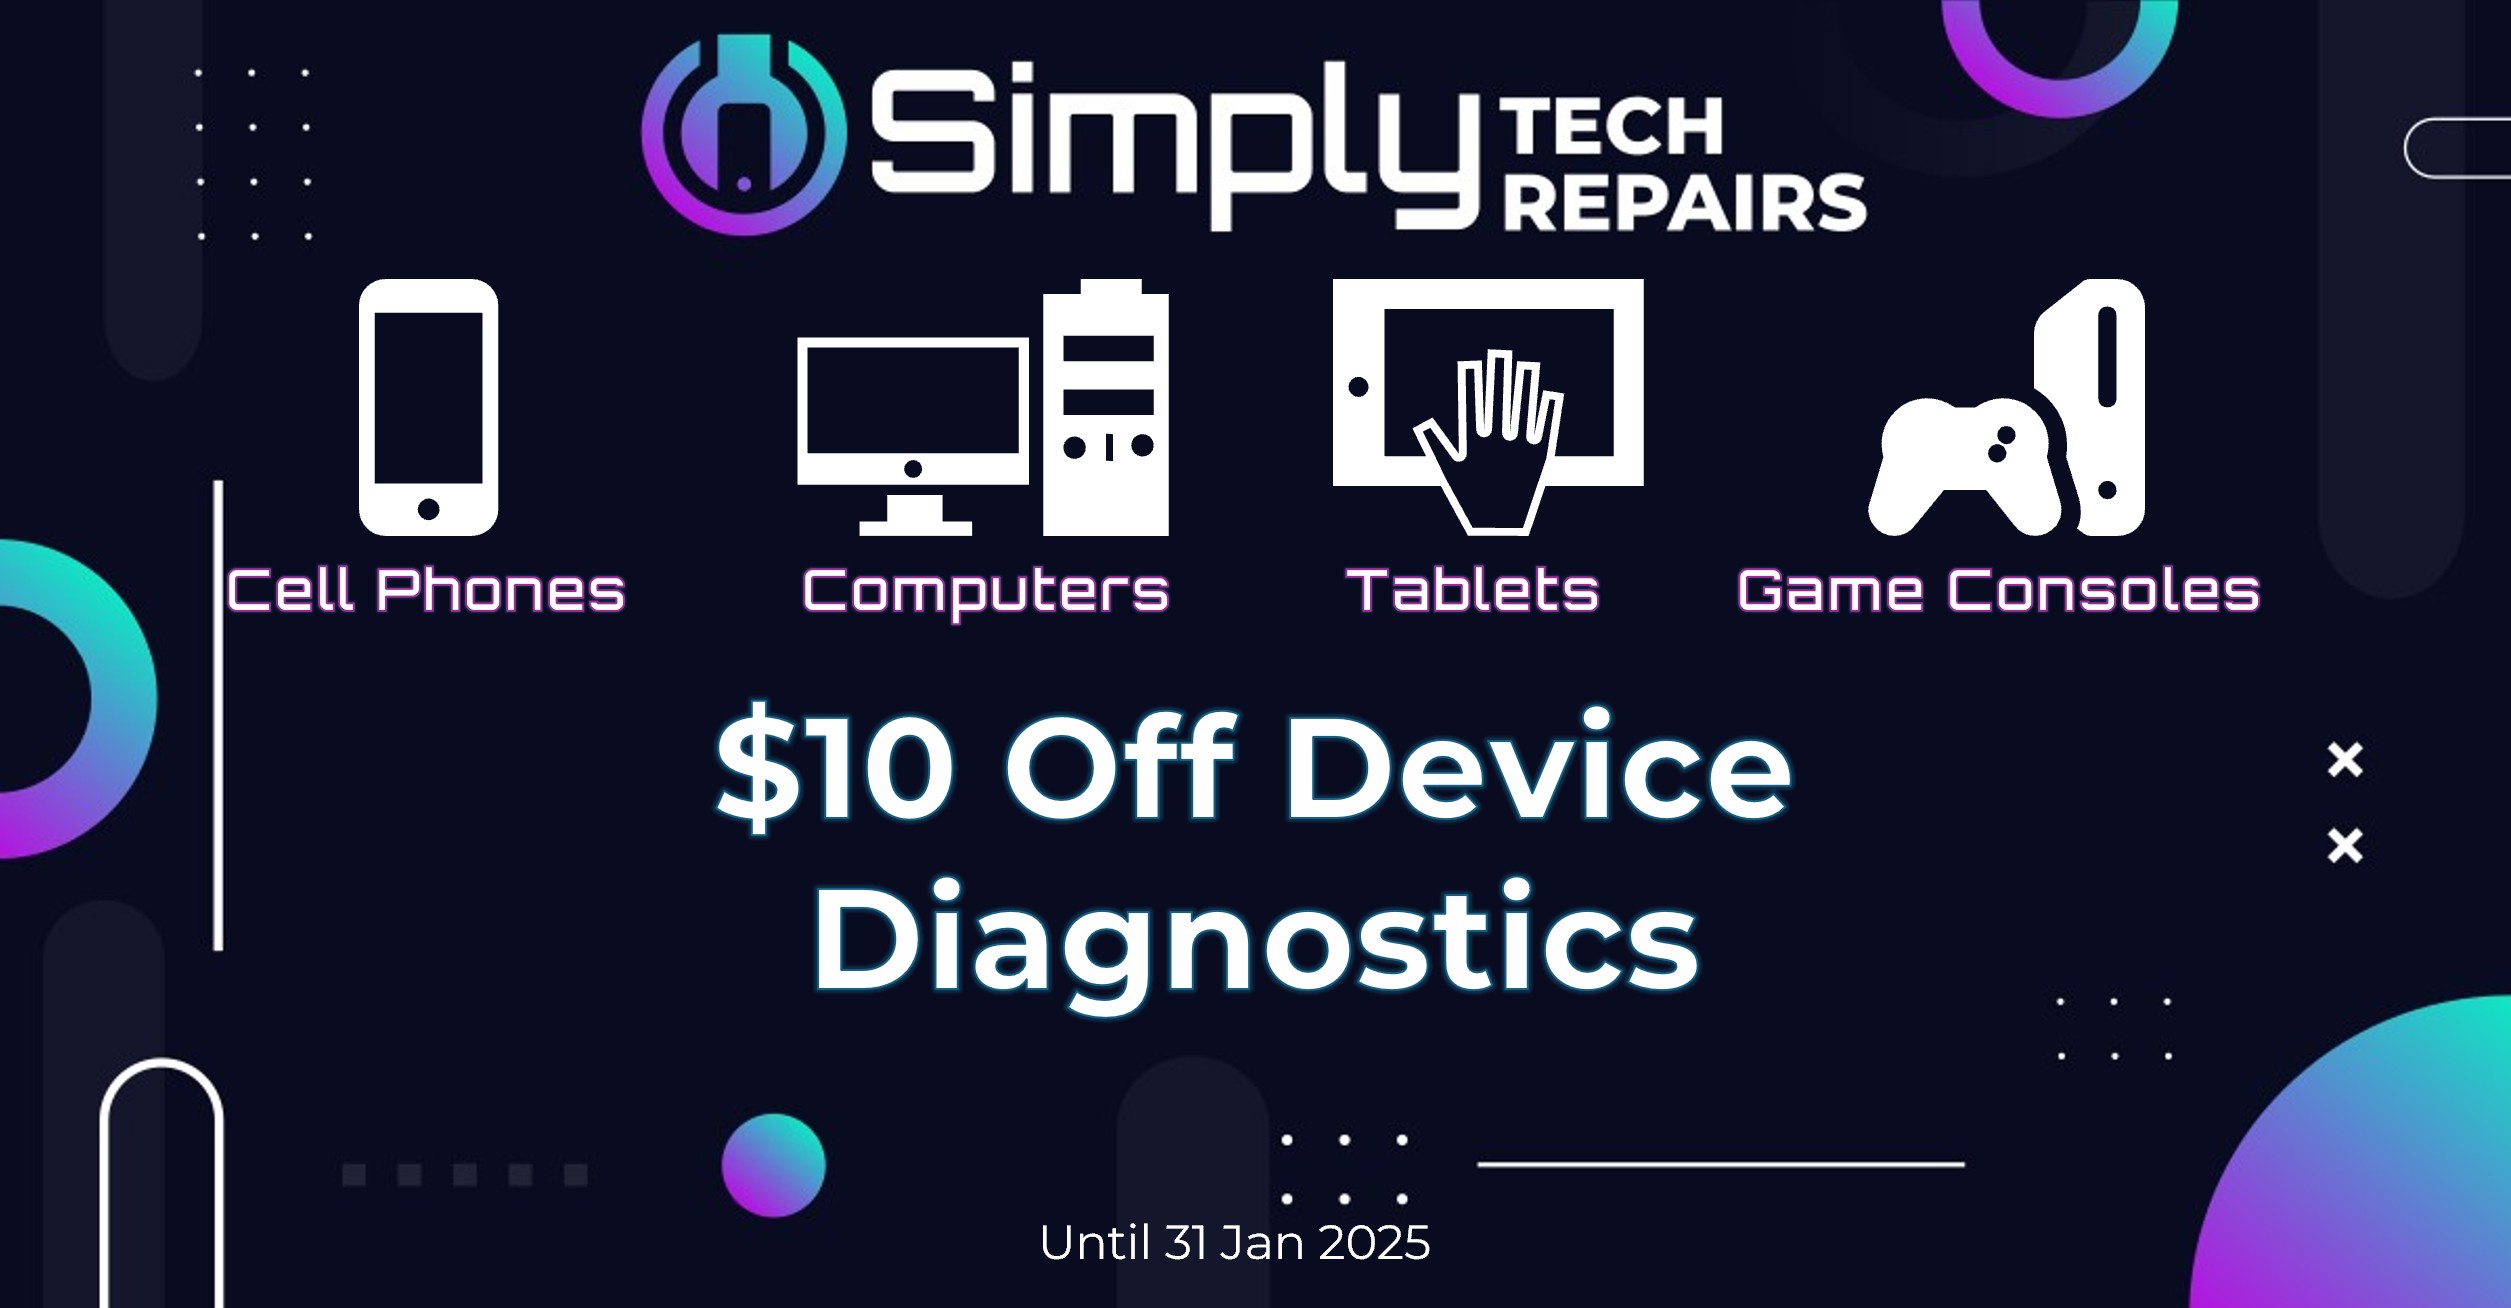 Simply TECH
REPAIRS
Cell Phones Computers Tablets Game Consoles
$10 Off Device
Diagnostics
Until 31 Jan 2025